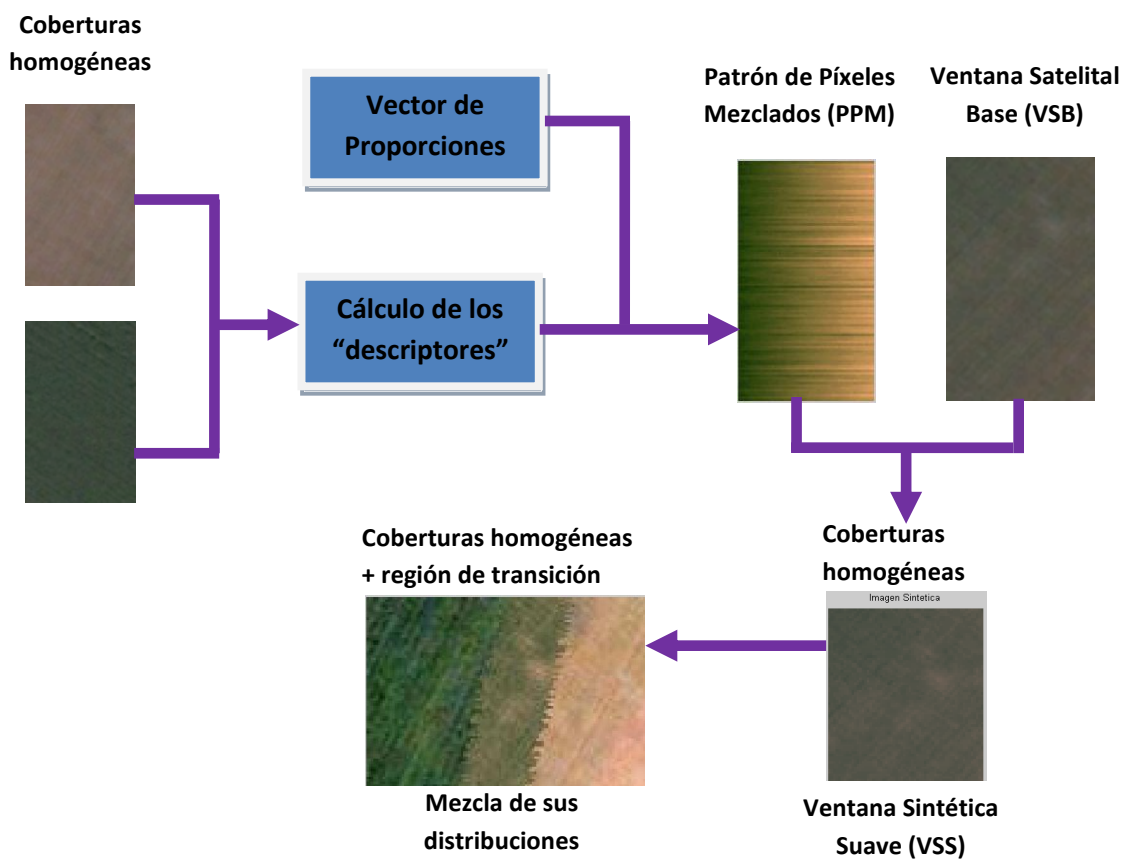 Coberturas
homogéneas
Vector de
Proporciones
Patrón de Píxeles
Mezclados (PPM)
Ventana Satelital
Base (VSB)
Cálculo de los
“descriptores”
Coberturas homogéneas
+ región de transición
Coberturas
homogéneas
Imagen Sintetica
Mezcla de sus
distribuciones
Ventana Sintética
Suave (VSS)